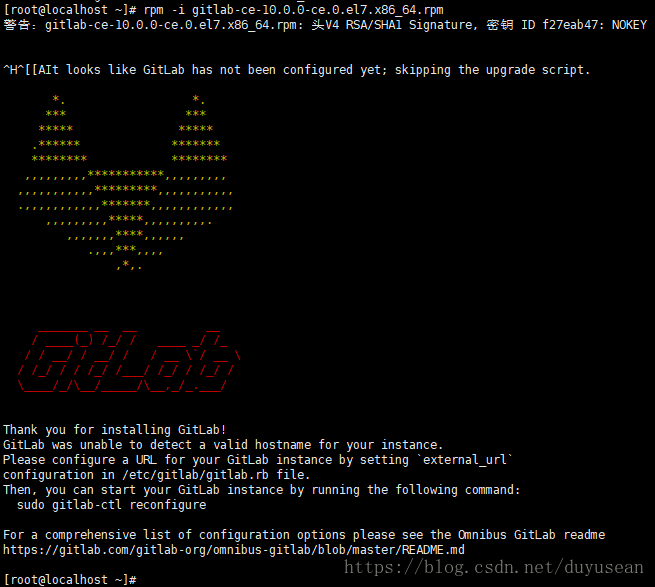 [root@localhost ~]# rpm -i gitlab-ce-10.0.0-ce.0.el7.x86_64.rpm
警告：gitlab-ce-10.0.0-ce.0.el7.x86_64.rpm: 头V4 RSA/SHA1 Signature, 密钥 ID f27eab47: NOKEY
^H^[[AIt looks like GitLab has not been configured yet; skipping the upgrade script.
GitLab
Thank you for installing GitLab!
GitLab was unable to detect a valid hostname for your instance.
Please configure a URL for your GitLab instance by setting `external_url`
configuration in /etc/gitlab/gitlab.rb file.
Then, you can start your GitLab instance by running the following command:
sudo gitlab-ctl reconfigure
For a comprehensive list of configuration options please see the Omnibus GitLab readme
https://gitlab.com/gitlab-org/omnibus-gitlab/blob/master/README.md
[root@localhost ~]#
https://blog.csdn.net/duyusean